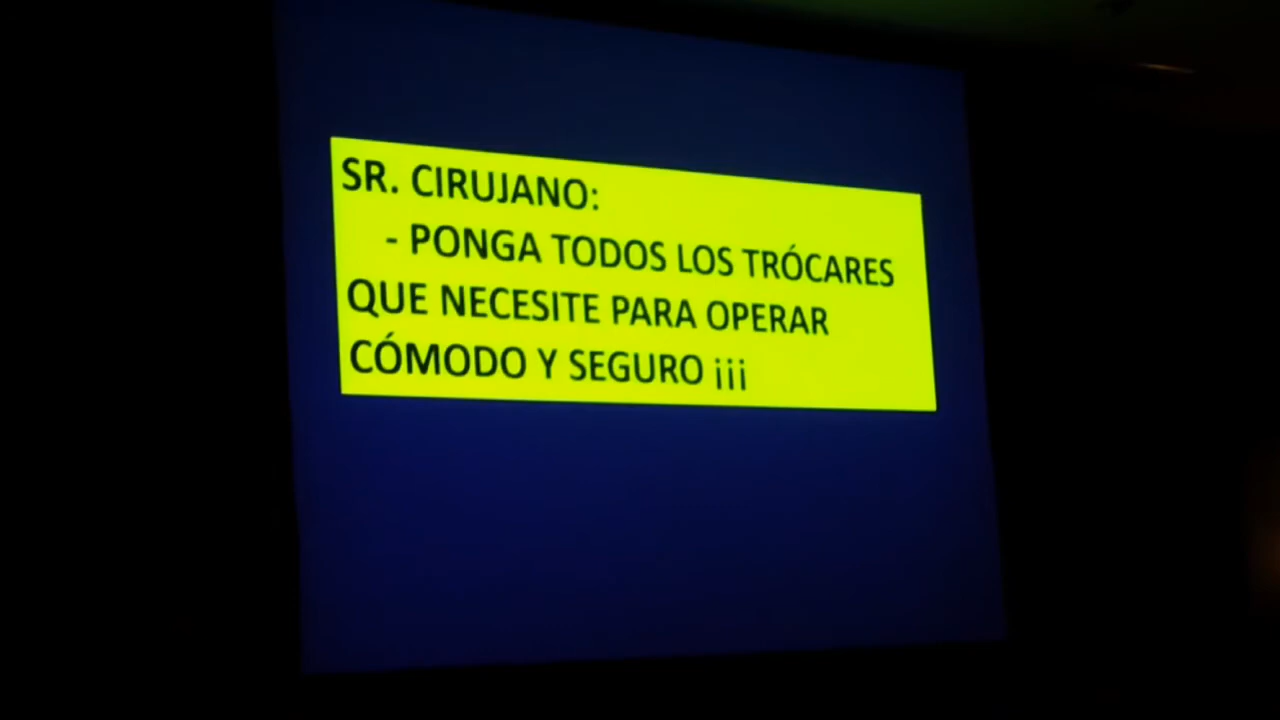 SR. CIRUJANO:
- PONGA TODOS LOS TRÓCARES
QUE NECESITE PARA OPERAR
CÓMODO Y SEGURO ¡¡¡